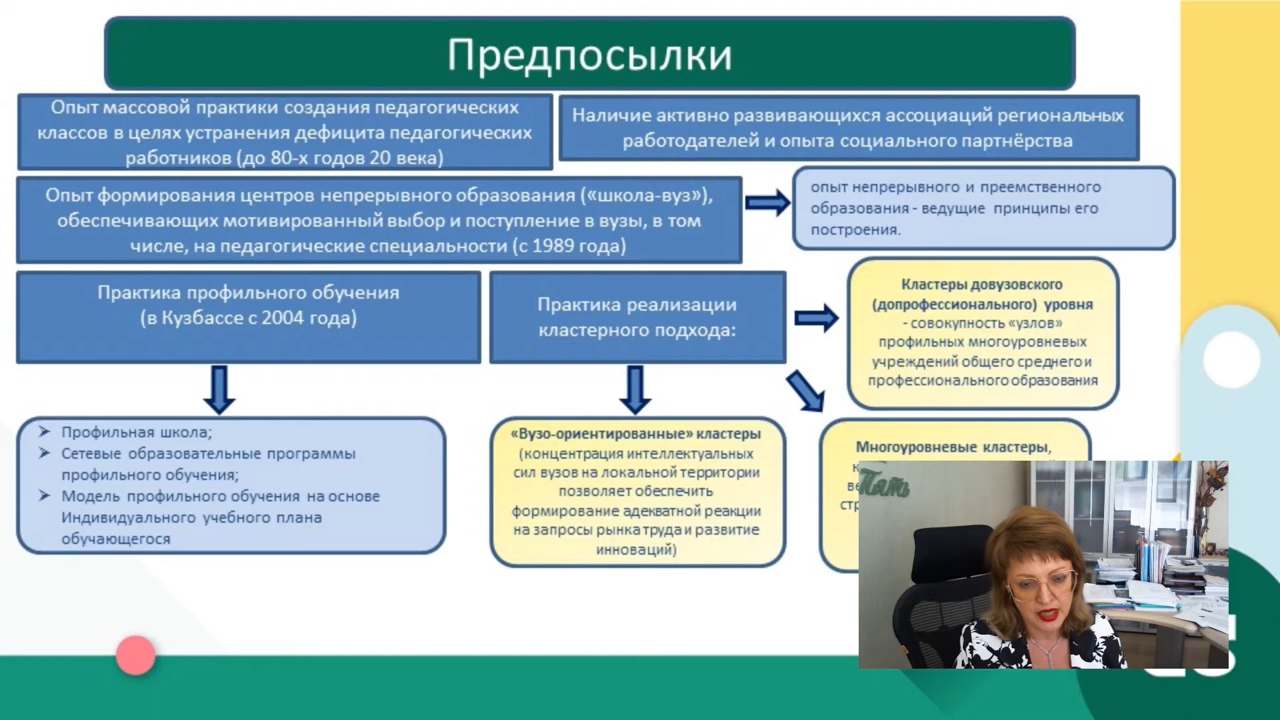 Предпосылки
Опыт массовой практики создания педагогических
классов в целях устранения дефицита педагогических
работников (до 80-х годов 20 века)
Наличие активно развивающихся ассоциаций региональных
работодателей и опыта социального партнёрства
Опыт формирования центров непрерывного образования («школа-вуз»),
обеспечивающих мотивированный выбор и поступление в вузы, в том
числе, на педагогические специальности (с 1989 года)
опыт непрерывного и преемственного
образования - ведущие принципы его
построения.
Практика профильного обучения
(в Кузбассе с 2004 года)
Практика реализации
кластерного подхода:
Кластеры довузовского
(допрофессионального) уровня
- совокупность «узлов»
профильных многоуровневых
учреждений общего среднего и
профессионального образования
Профильная школа;
Сетевые образовательные программы
профильного обучения;
Модель профильного обучения на основе
Индивидуального учебного плана
обучающегося
«Вузо-ориентированные» кластеры
(концентрация интеллектуальных
сил вузов на локальной территории
позволяет обеспечить
формирование адекватной реакции
на запросы рынка труда и развитие
инноваций)
Многоуровневые кластеры,
Пять